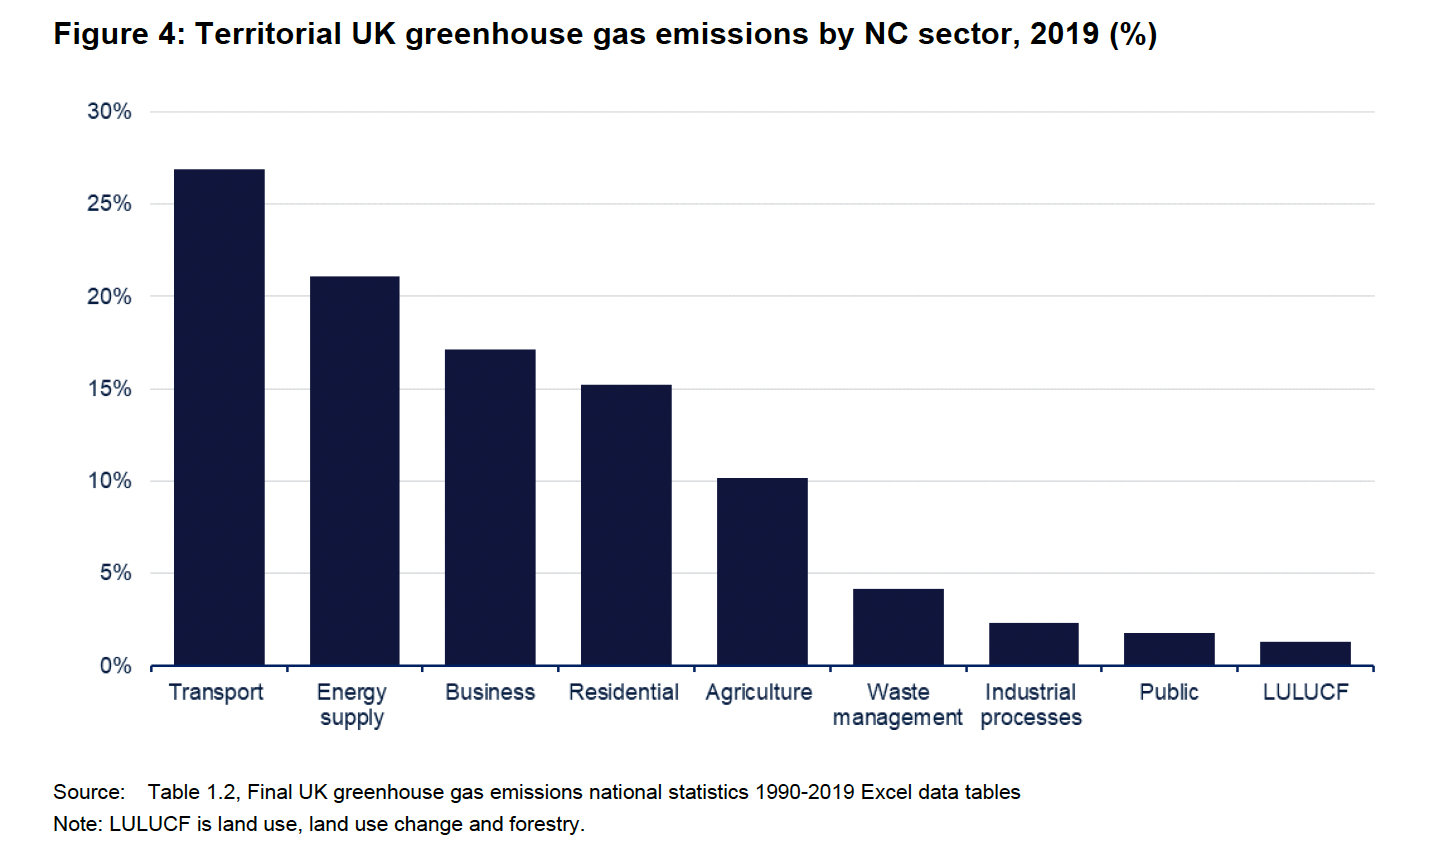 Figure 4: Territorial UK greenhouse gas emissions by NC sector, 2019 (%)
30%
25%
20%
15%
10%
5%
0%
Transport
Energy
supply
Business
Residential
Agriculture
Waste
management
Industrial
processes
Public
LULUCF
Source: Table 1.2, Final UK greenhouse gas emissions national statistics 1990-2019 Excel data tables
Note: LULUCF is land use, land use change and forestry.